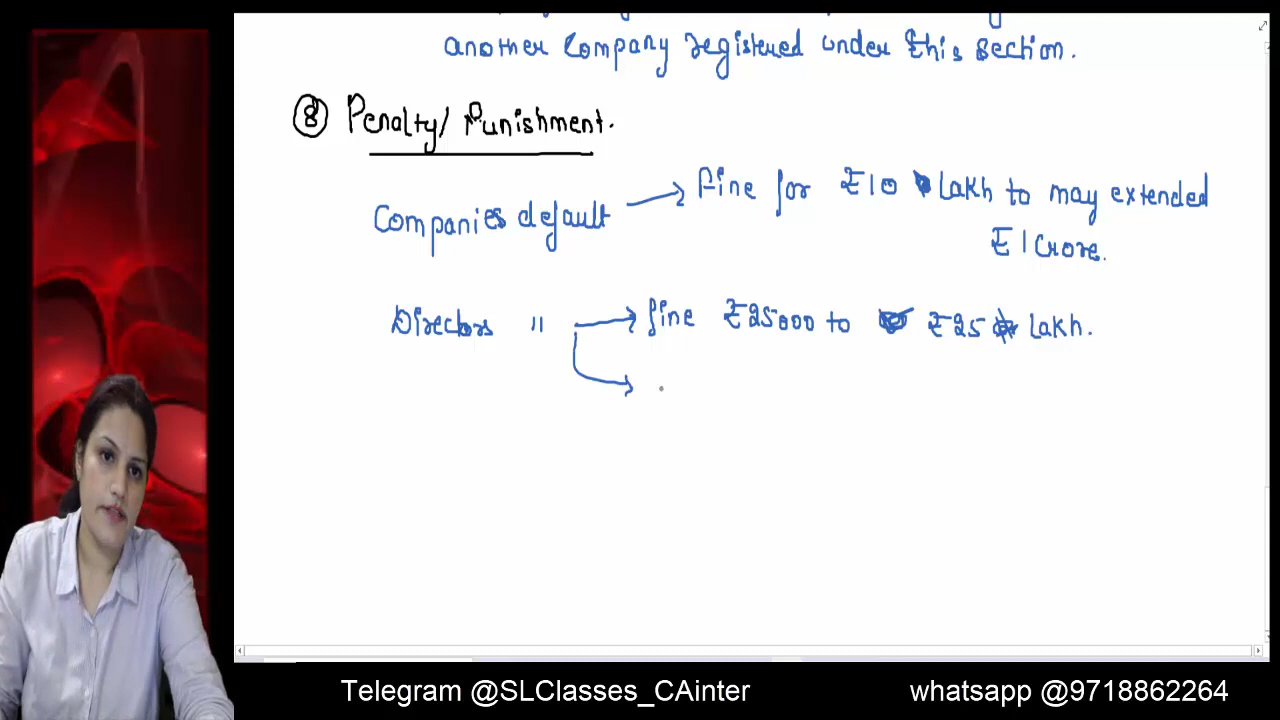 another Company registered under this section.
⑧ Penalty/ Punishment.
Companies default → fine for ₹10 Lakh to may extended
₹1 Crore.
Directors " → fine ₹25000 to ₹25 Lakh.
→
Telegram @SLClasses_CAinter whatsapp @9718862264